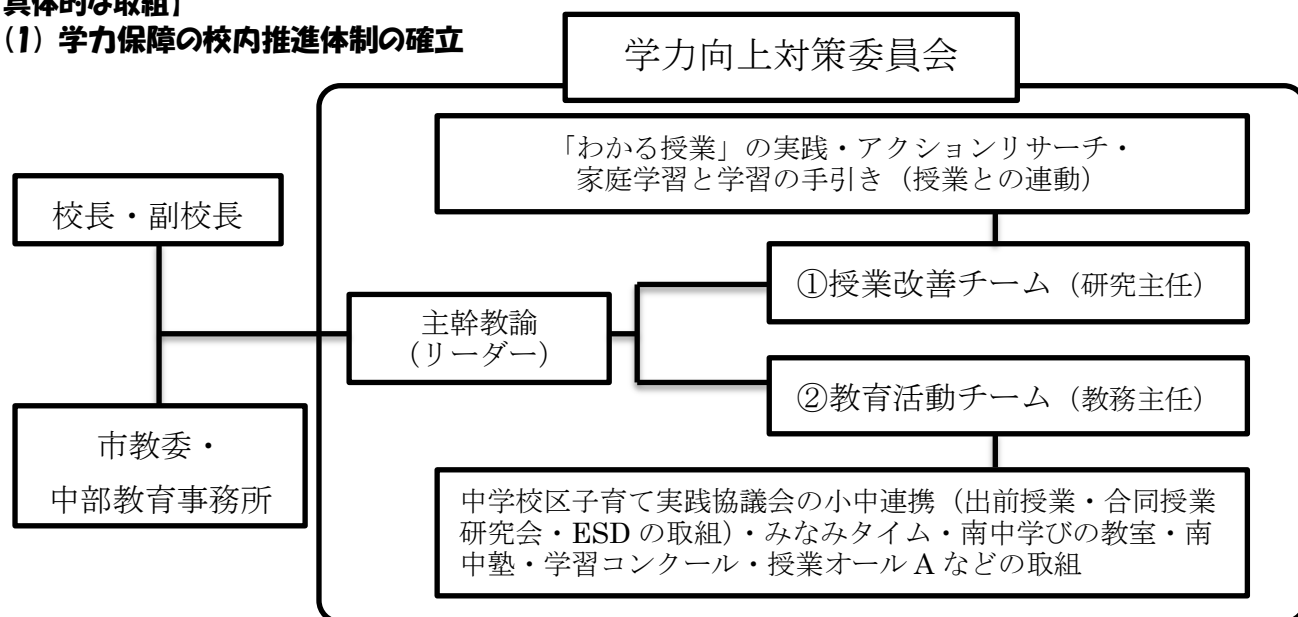 具体的な取組】
(1) 学力保障の校内推進体制の確立
学力向上対策委員会
「わかる授業」の実践・アクションリサーチ・
家庭学習と学習の手引き（授業との連動）
校長・副校長
①授業改善チーム（研究主任）
主幹教諭
（リーダー）
②教育活動チーム（教務主任）
市教委・
中部教育事務所
中学校区子育て実践協議会の小中連携（出前授業・合同授業
研究会・ESD の取組）・みなみタイム・南中学びの教室・南
中塾・学習コンクール・授業オール A などの取組